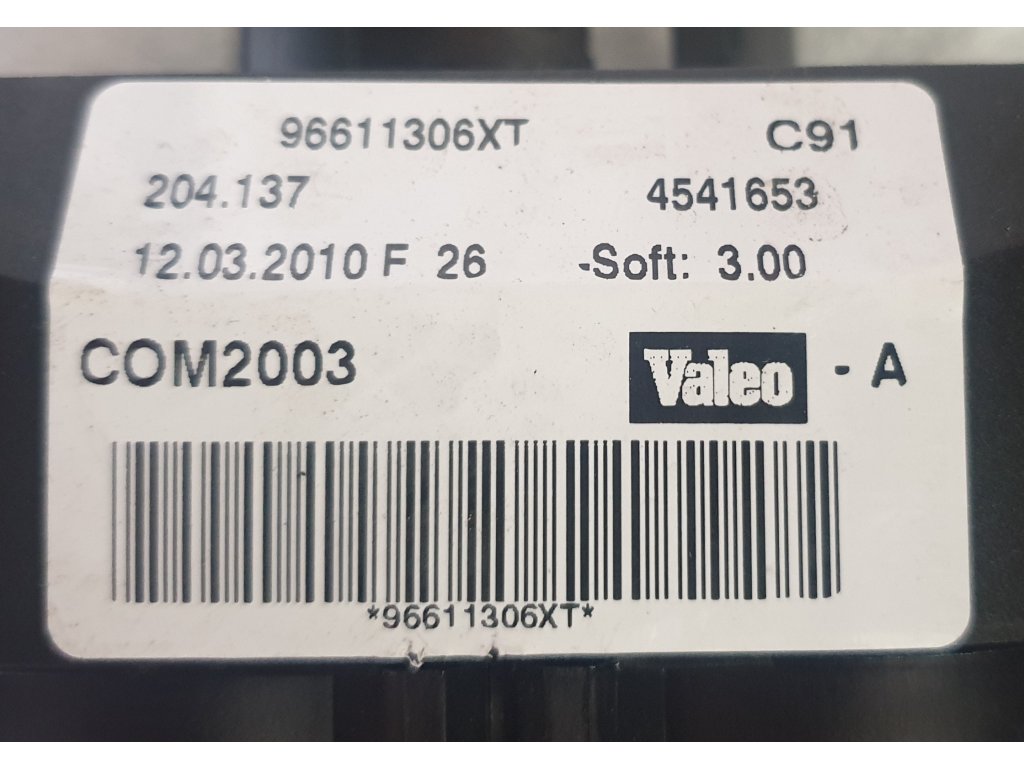 96611306XT C91
204.137 4541653
12.03.2010 F 26 -Soft: 3.00
COM2003 Valeo - A
*96611306XT*